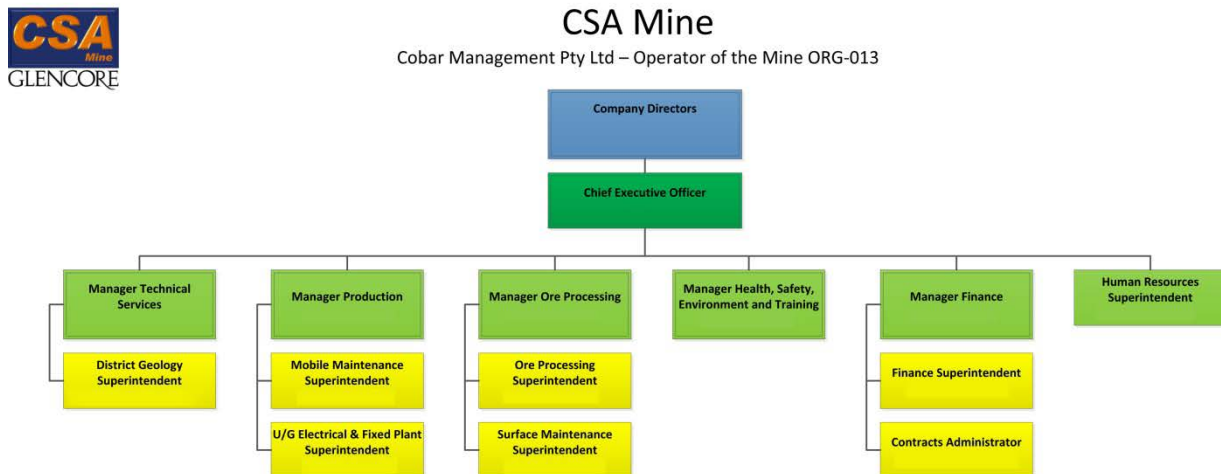 CSA
Mine
GLENCORE
CSA Mine
Cobar Management Pty Ltd – Operator of the Mine ORG-013
Company Directors
Chief Executive Officer
Manager Technical
Services
Manager Production
Manager Ore Processing
Manager Health, Safety,
Environment and Training
Manager Finance
Human Resources
Superintendent
District Geology
Superintendent
Mobile Maintenance
Superintendent
Ore Processing
Superintendent
Finance Superintendent
U/G Electrical & Fixed Plant
Superintendent
Surface Maintenance
Superintendent
Contracts Administrator